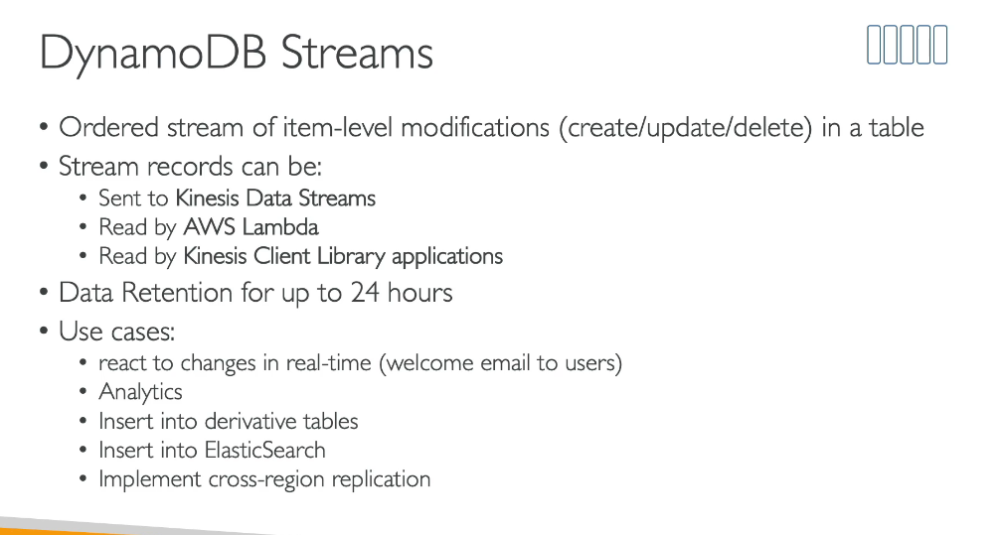 DynamoDB Streams
• Ordered stream of item-level modifications (create/update/delete) in a table
• Stream records can be:
• Sent to Kinesis Data Streams
• Read by AWS Lambda
• Read by Kinesis Client Library applications
• Data Retention for up to 24 hours
• Use cases:
• react to changes in real-time (welcome email to users)
• Analytics
• Insert into derivative tables
• Insert into ElasticSearch
• Implement cross-region replication